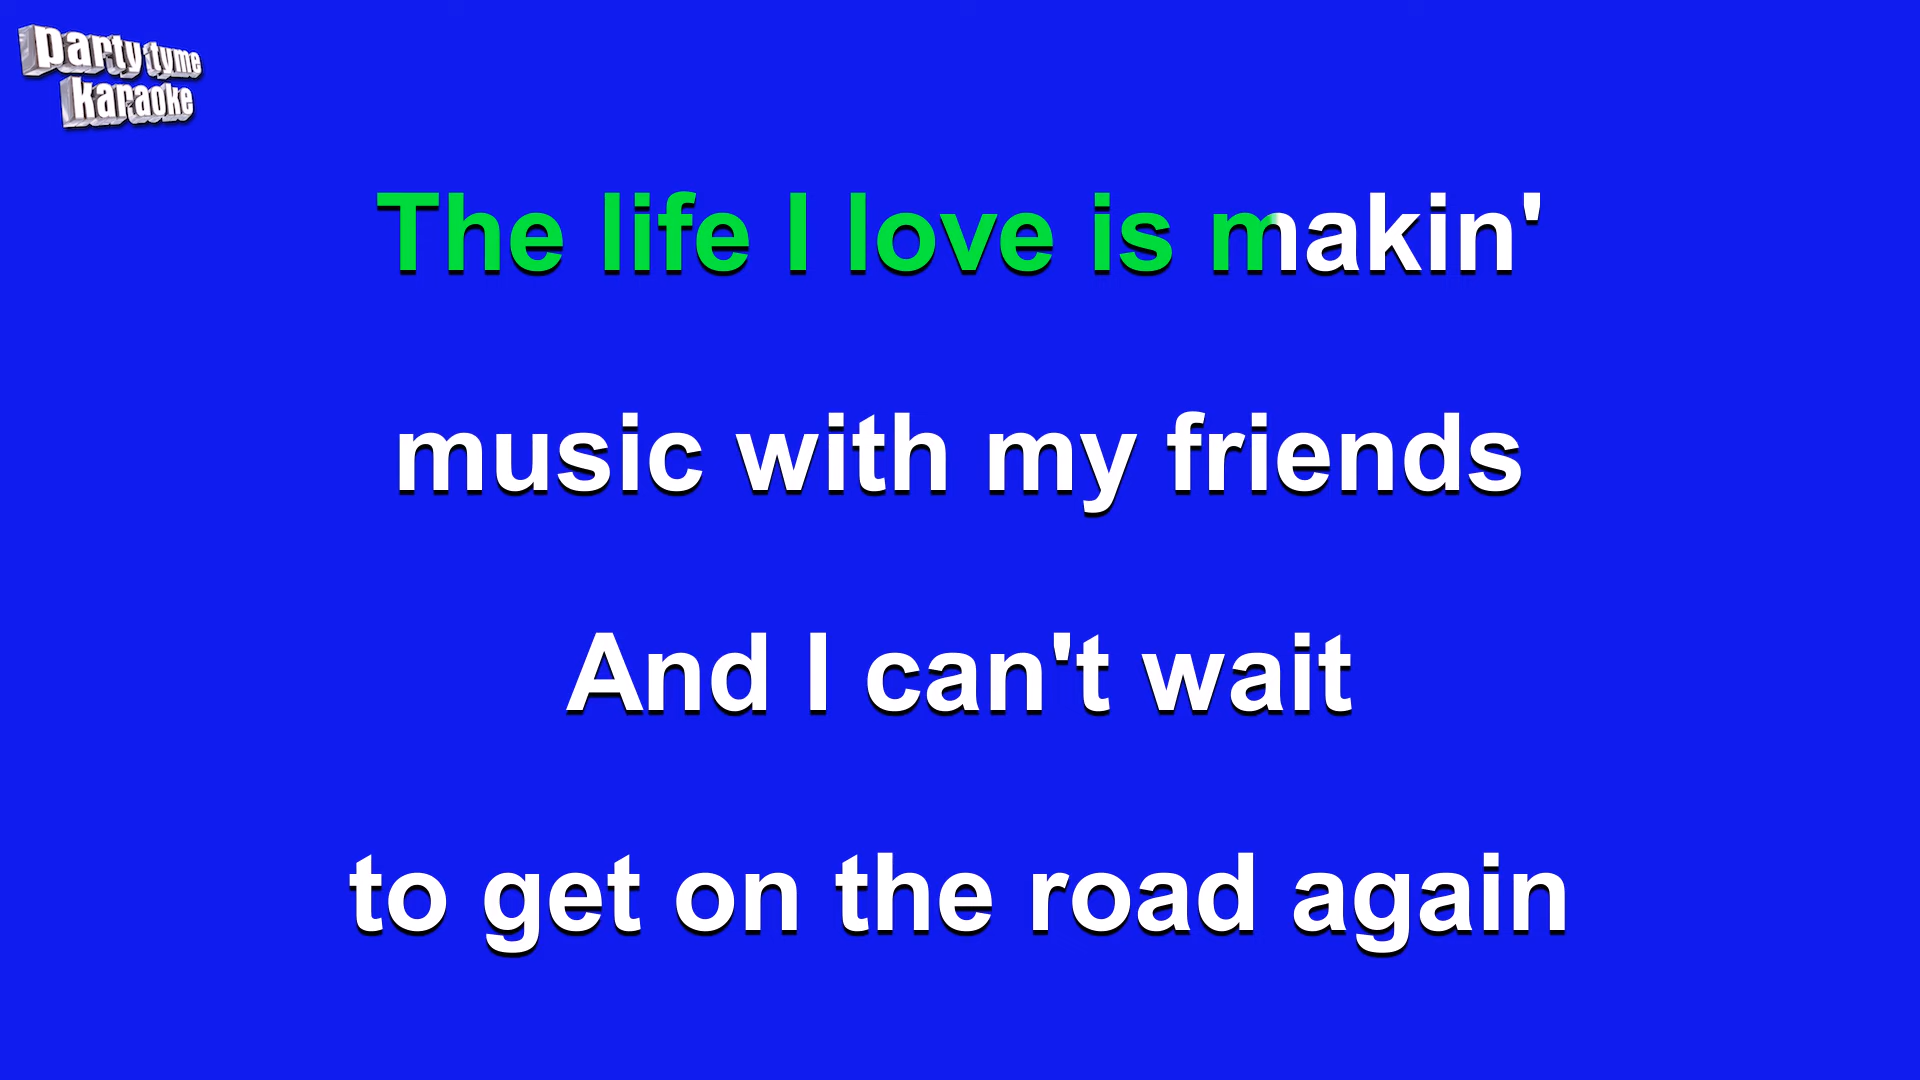 party tyme
karaoke
The life I love is makin'
music with my friends
And I can't wait
to get on the road again